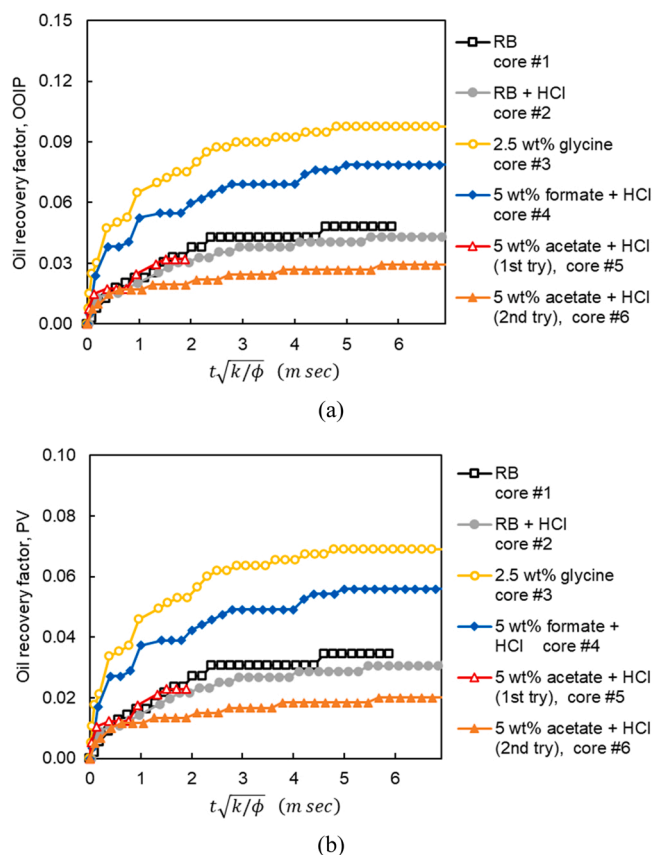 0.15
0.12
0.09
0.06
0.03
0.00
Oil recovery factor, OOIP
0 1 2 3 4 5 6
t√k/ϕ (m sec)
RB
core #1
RB + HCl
core #2
2.5 wt% glycine
core #3
5 wt% formate + HCl
core #4
5 wt% acetate + HCl
(1st try), core #5
5 wt% acetate + HCl
(2nd try), core #6
(a)
0.10
0.08
0.06
0.04
0.02
0.00
Oil recovery factor, PV
0 1 2 3 4 5 6
t√k/ϕ (m sec)
RB
core #1
RB + HCl
core #2
2.5 wt% glycine
core #3
5 wt% formate +
HCl core #4
5 wt% acetate + HCl
(1st try), core #5
5 wt% acetate + HCl
(2nd try), core #6
(b)